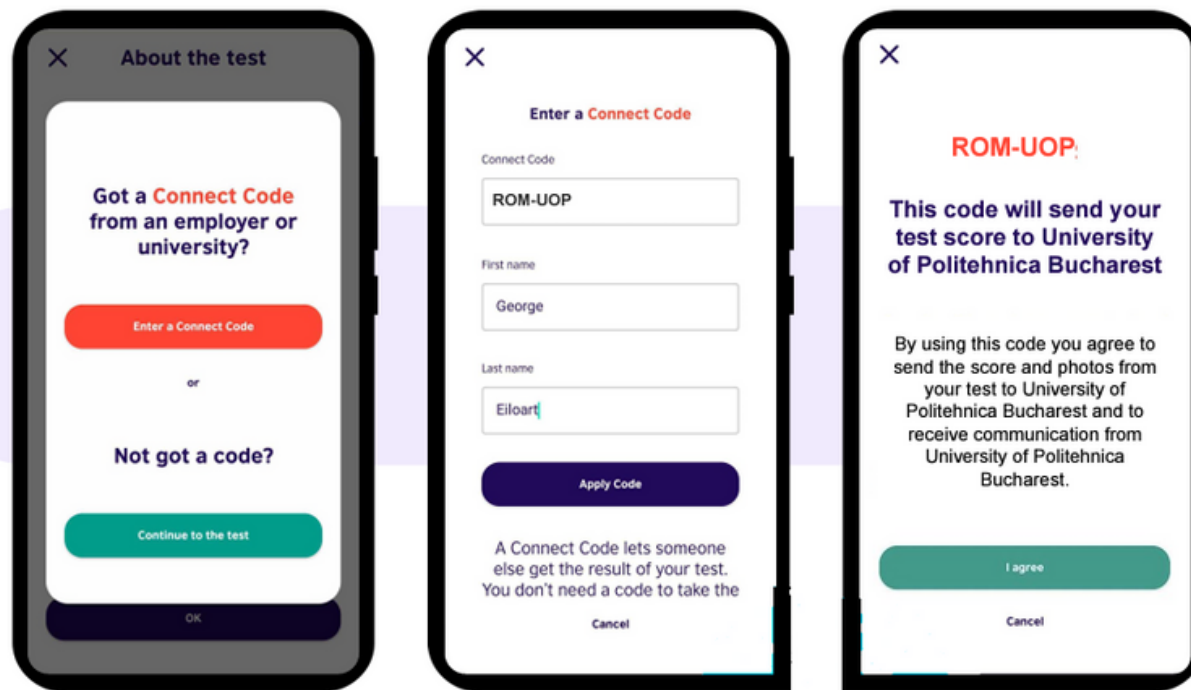 About the test
Got a Connect Code
from an employer or
university?
Enter a Connect Code
or
Not got a code?
Continue to the test
OK
Enter a Connect Code
Connect Code
ROM-UOP
First name
George
Last name
Eiloart
Apply Code
A Connect Code lets someone
else get the result of your test.
You don't need a code to take the
Cancel
ROM-UOP
This code will send your
test score to University
of Politehnica Bucharest
By using this code you agree to
send the score and photos from
your test to University of
Politehnica Bucharest and to
receive communication from
University of Politehnica
Bucharest.
I agree
Cancel